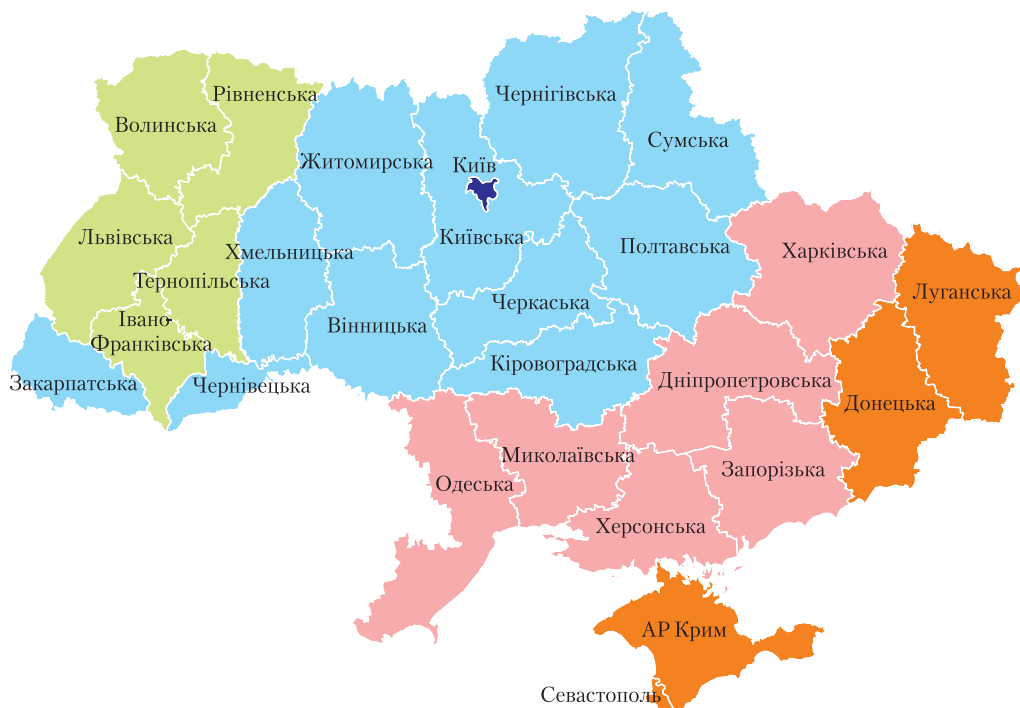 Чернігівська
Рівненська
Волинська
Сумська
Житомирська
Київ
Львівська
Київська
Полтавська
Харківська
Хмельницька
Тернопільська
Луганська
Черкаська
Івано-
Франківська
Вінницька
Кіровоградська
Закарпатська
Чернівецька
Дніпропетровська
Донецька
Миколаївська
Запорізька
Одеська
Херсонська
АР Крим
Севастополь